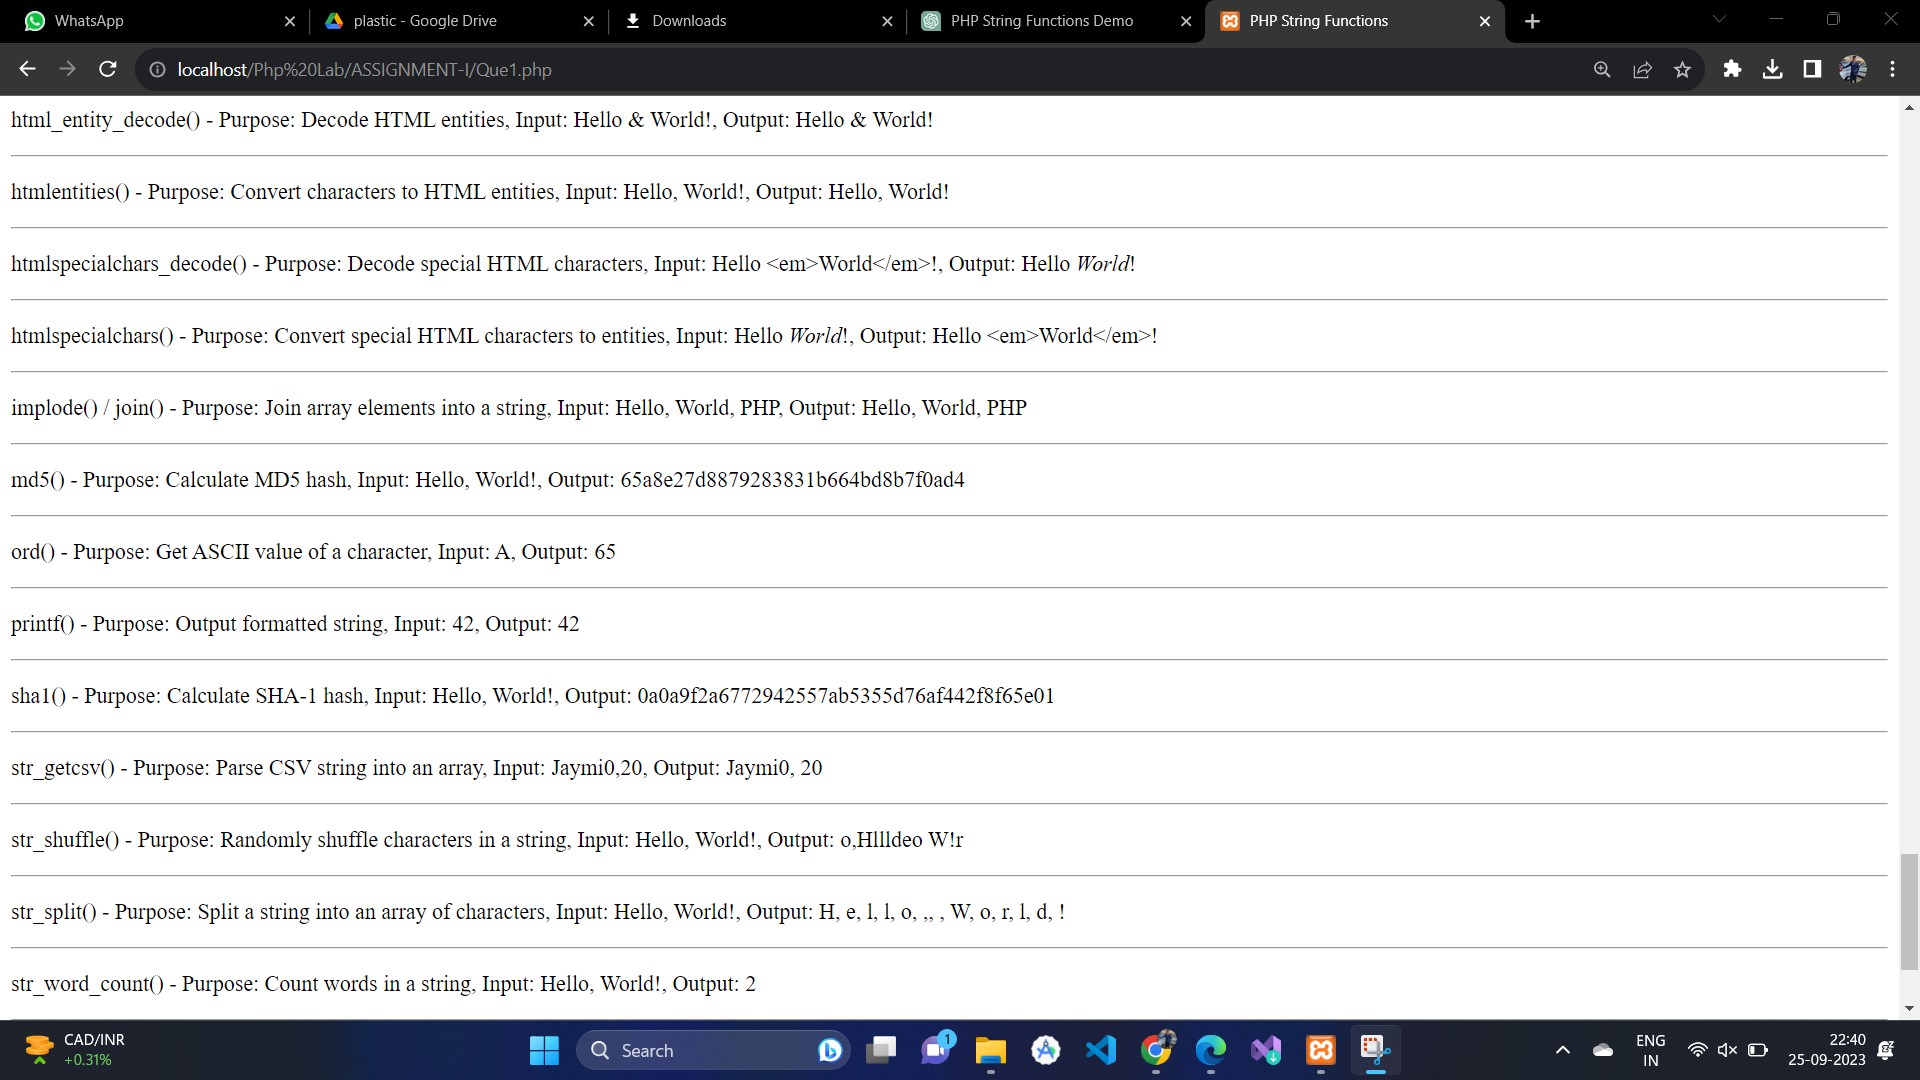 WhatsApp
plastic - Google Drive
Downloads
PHP String Functions Demo
PHP String Functions
localhost/Php%20Lab/ASSIGNMENT-I/Que1.php
html_entity_decode() - Purpose: Decode HTML entities, Input: Hello & World!, Output: Hello & World!
htmlentities() - Purpose: Convert characters to HTML entities, Input: Hello, World!, Output: Hello, World!
htmlspecialchars_decode() - Purpose: Decode special HTML characters, Input: Hello <em>World</em>!, Output: Hello World!
htmlspecialchars() - Purpose: Convert special HTML characters to entities, Input: Hello World!, Output: Hello <em>World</em>!
implode() / join() - Purpose: Join array elements into a string, Input: Hello, World, PHP, Output: Hello, World, PHP
md5() - Purpose: Calculate MD5 hash, Input: Hello, World!, Output: 65a8e27d8879283831b664bd8b7f0ad4
ord() - Purpose: Get ASCII value of a character, Input: A, Output: 65
printf() - Purpose: Output formatted string, Input: 42, Output: 42
sha1() - Purpose: Calculate SHA-1 hash, Input: Hello, World!, Output: 0a0a9f2a6772942557ab5355d76af442f8f65e01
str_getcsv() - Purpose: Parse CSV string into an array, Input: Jaymi0,20, Output: Jaymi0, 20
str_shuffle() - Purpose: Randomly shuffle characters in a string, Input: Hello, World!, Output: o,Hllldeo W!r
str_split() - Purpose: Split a string into an array of characters, Input: Hello, World!, Output: H, e, l, l, o, ,, , W, o, r, l, d, !
str_word_count() - Purpose: Count words in a string, Input: Hello, World!, Output: 2
CAD/INR
+0.31%
Search
1
ENG
IN
22:40
25-09-2023